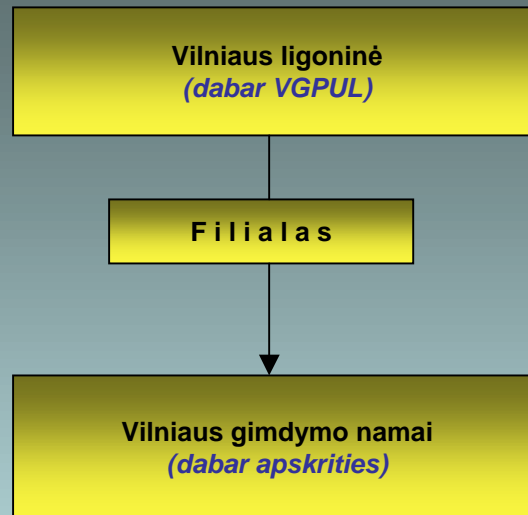 Vilniaus ligoninė
(dabar VGPUL)
F i l i a l a s
Vilniaus gimdymo namai
(dabar apskrities)